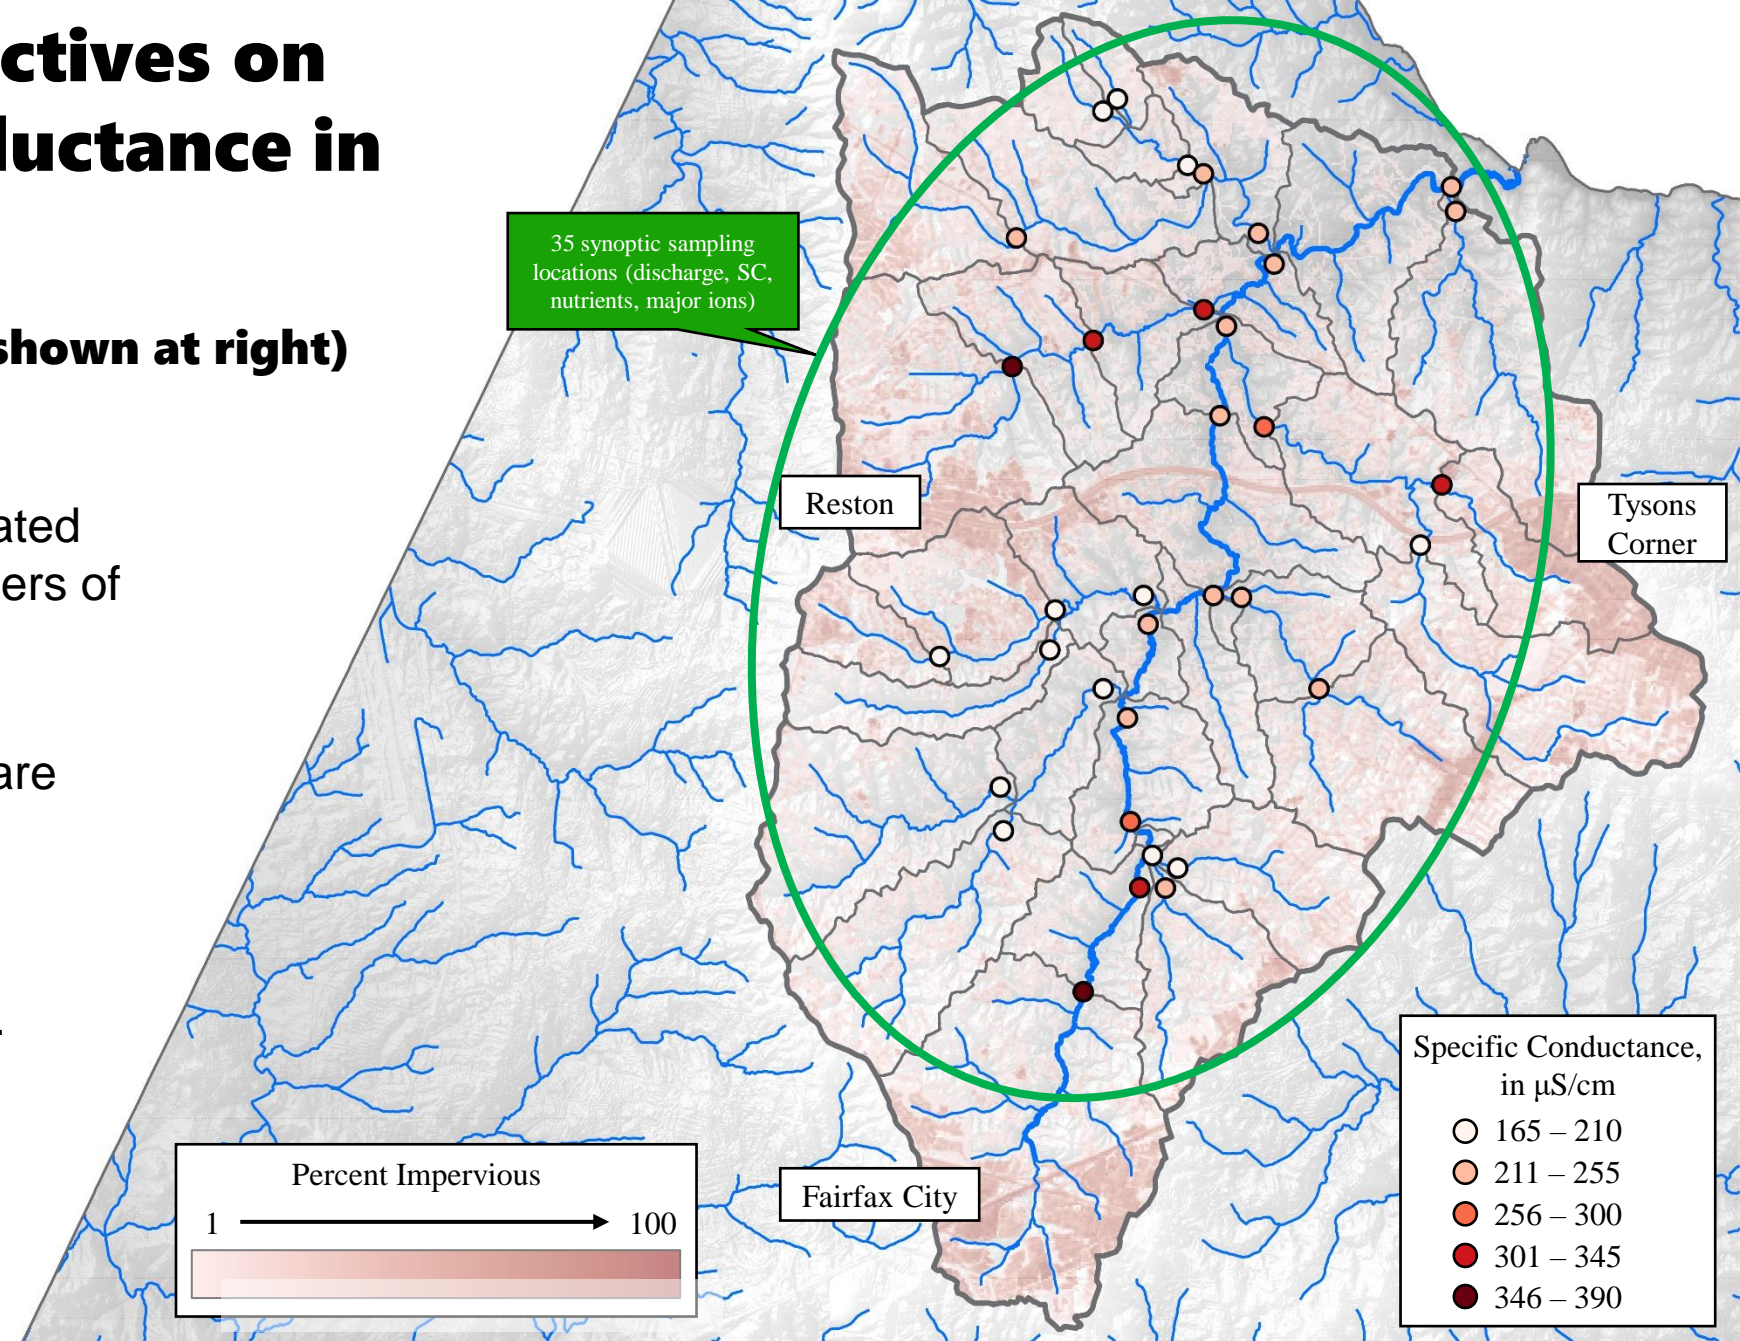 ctives on
ductance in
shown at right)
35 synoptic sampling
locations (discharge, SC,
nutrients, major ions)
ated
ers of
are
Reston
Tysons
Corner
Fairfax City
Percent Impervious
1 100
Specific Conductance,
in µS/cm
165 – 210
211 – 255
256 – 300
301 – 345
346 – 390